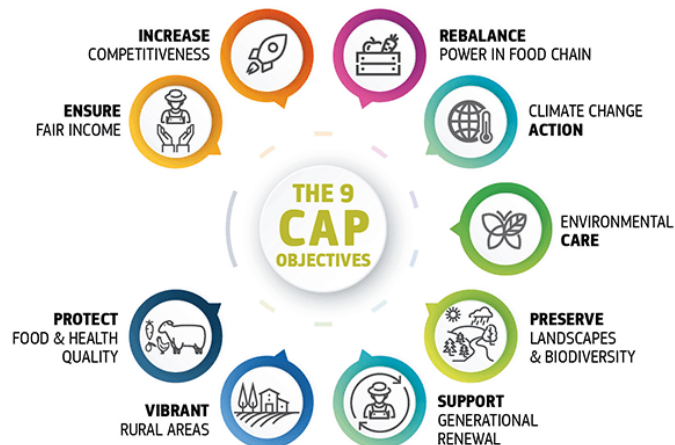 INCREASE
COMPETITIVENESS
REBALANCE
POWER IN FOOD CHAIN
ENSURE
FAIR INCOME
CLIMATE CHANGE
ACTION
THE 9
CAP
OBJECTIVES
ENVIRONMENTAL
CARE
PROTECT
FOOD & HEALTH
QUALITY
PRESERVE
LANDSCAPES
& BIODIVERSITY
VIBRANT
RURAL AREAS
SUPPORT
GENERATIONAL
RENEWAL